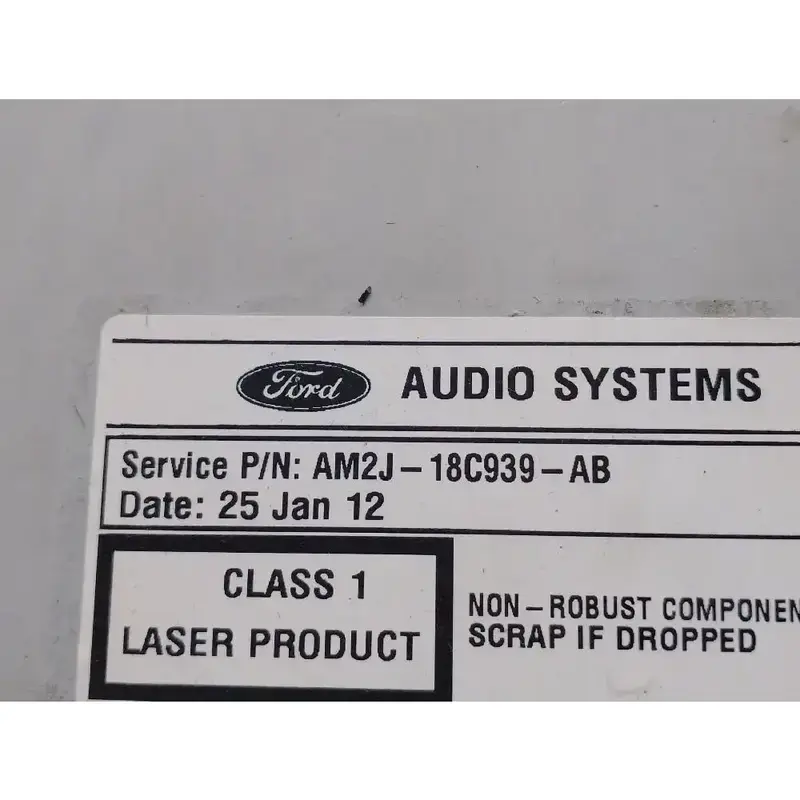 Ford AUDIO SYSTEMS
Service P/N: AM2J-18C939-AB
Date: 25 Jan 12
CLASS 1
LASER PRODUCT
NON-ROBUST COMPONEN
SCRAP IF DROPPED